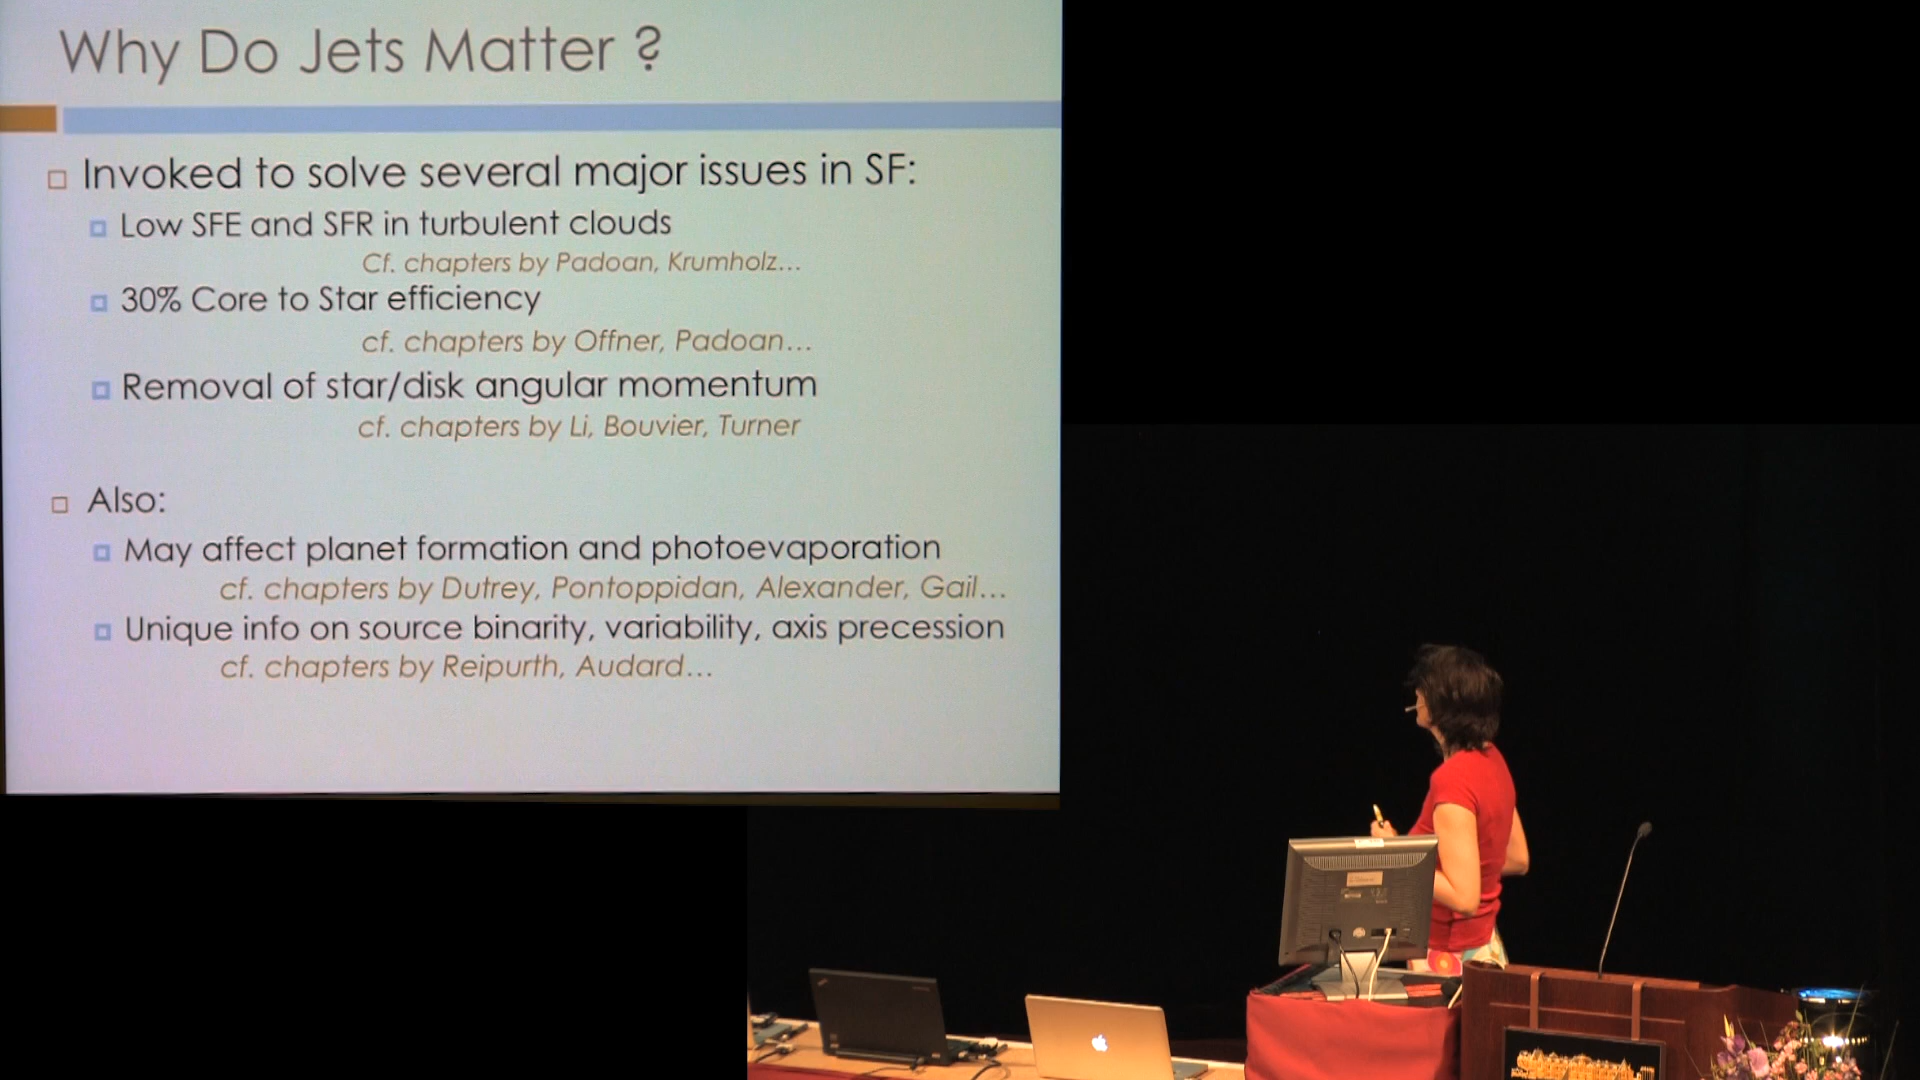 Why Do Jets Matter ?
Invoked to solve several major issues in SF:
Low SFE and SFR in turbulent clouds
Cf. chapters by Padoan, Krumholz...
30% Core to Star efficiency
cf. chapters by Offner, Padoan...
Removal of star/disk angular momentum
cf. chapters by Li, Bouvier, Turner
Also:
May affect planet formation and photoevaporation
cf. chapters by Dutrey, Pontoppidan, Alexander, Gail...
Unique info on source binarity, variability, axis precession
cf. chapters by Reipurth, Audard...